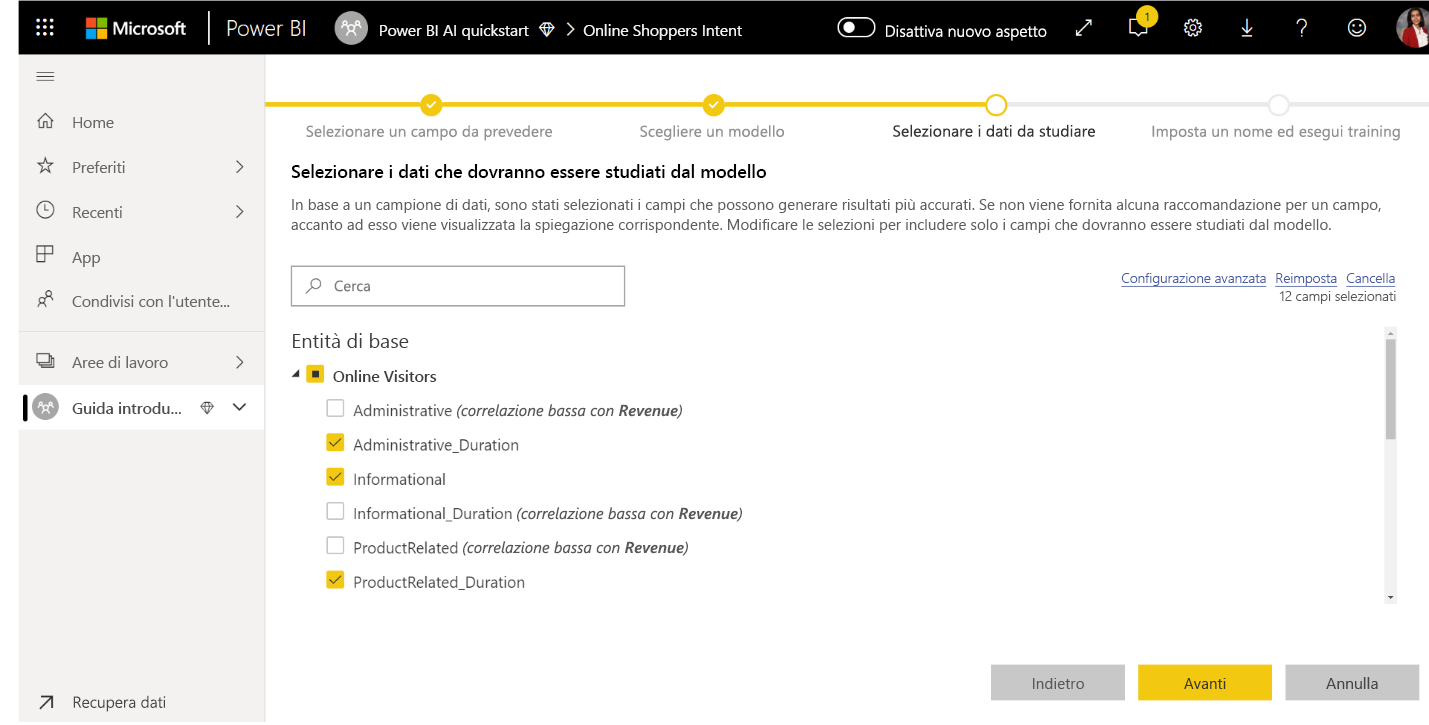 Microsoft Power BI Power BI AI quickstart Online Shoppers Intent Disattiva nuovo aspetto 1
Home
Preferiti
Recenti
App
Condivisi con l'utente...
Aree di lavoro
Guida introdu...
Recupera dati
Selezionare un campo da prevedere Scegliere un modello Selezionare i dati da studiare Imposta un nome ed esegui training
Selezionare i dati che dovranno essere studiati dal modello
In base a un campione di dati, sono stati selezionati i campi che possono generare risultati più accurati. Se non viene fornita alcuna raccomandazione per un campo,
accanto ad esso viene visualizzata la spiegazione corrispondente. Modificare le selezioni per includere solo i campi che dovranno essere studiati dal modello.
Cerca
Configurazione avanzata Reimposta Cancella
12 campi selezionati
Entità di base
Online Visitors
Administrative (correlazione bassa con Revenue)
Administrative_Duration
Informational
Informational_Duration (correlazione bassa con Revenue)
ProductRelated (correlazione bassa con Revenue)
ProductRelated_Duration
Indietro Avanti Annulla